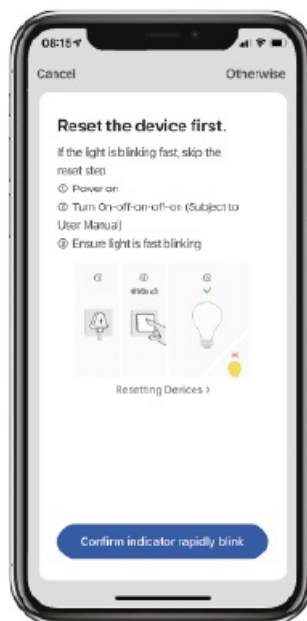 08:15
Cancel Otherwise
Reset the device first.
If the light is blinking fast, skip the
reset step
① Power on
② Turn On-off-on-off-on (Subject to
User Manual)
③ Ensure light is fast blinking
Resetting Devices >
Confirm indicator rapidly blink